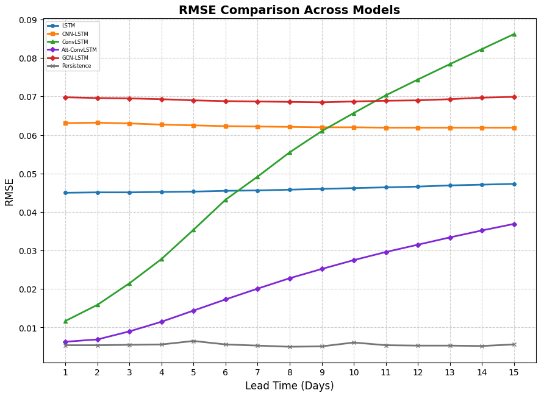 RMSE Comparison Across Models
LSTM
CNN-LSTM
ConvLSTM
Att-ConvLSTM
GCN-LSTM
Persistence
RMSE
0.09
0.08
0.07
0.06
0.05
0.04
0.03
0.02
0.01
1 2 3 4 5 6 7 8 9 10 11 12 13 14 15
Lead Time (Days)